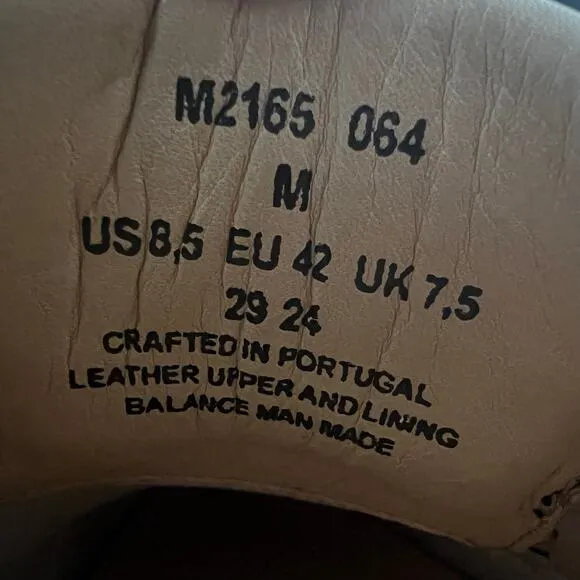 M2165 064
M
US 8,5 EU 42 UK 7,5
29 24
CRAFTED IN PORTUGAL
LEATHER UPPER AND LINING
BALANCE MAN MADE